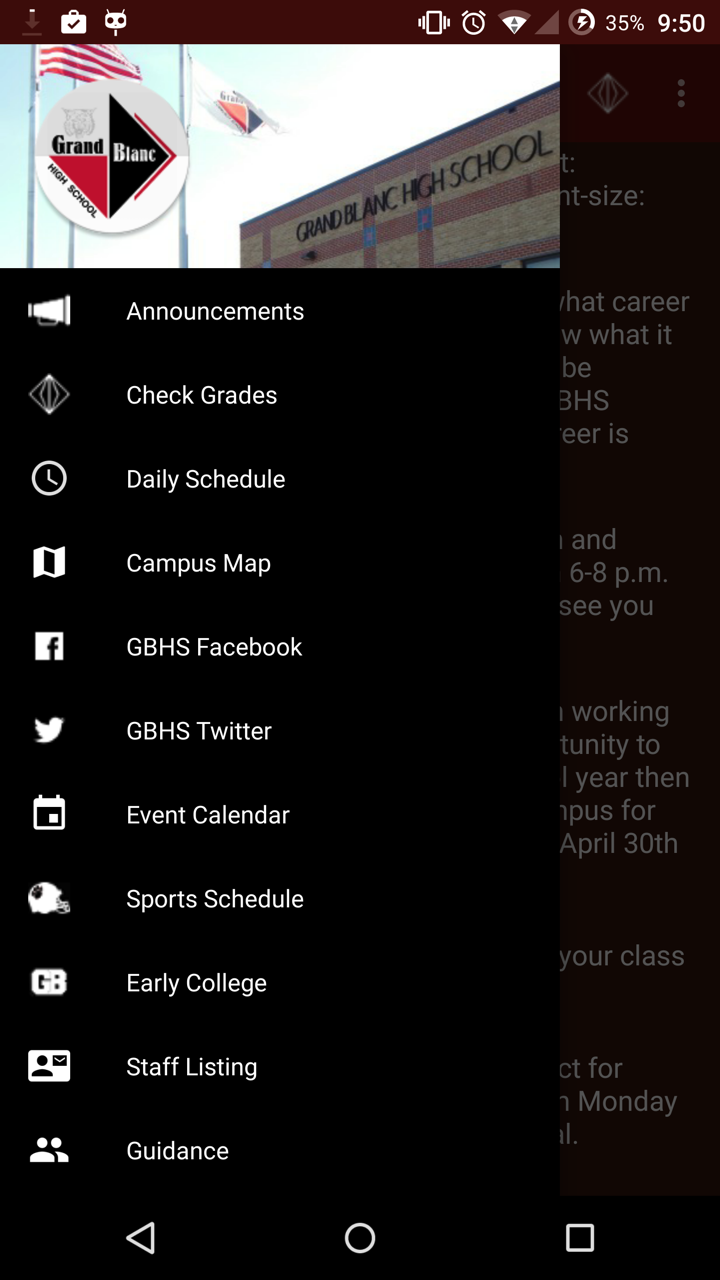 35% 9:50
Grand Blanc
HIGH SCHOOL
Grand
GRAND BLANC HIGH SCHOOL
t:
nt-size:
Announcements
what career
w what it
Check Grades
be
BHS
reer is
Daily Schedule
n and
Campus Map
6-8 p.m.
see you
GBHS Facebook
n working
GBHS Twitter
tunity to
l year then
Event Calendar
mpus for
April 30th
Sports Schedule
your class
GB
Early College
Staff Listing
ct for
n Monday
al.
Guidance